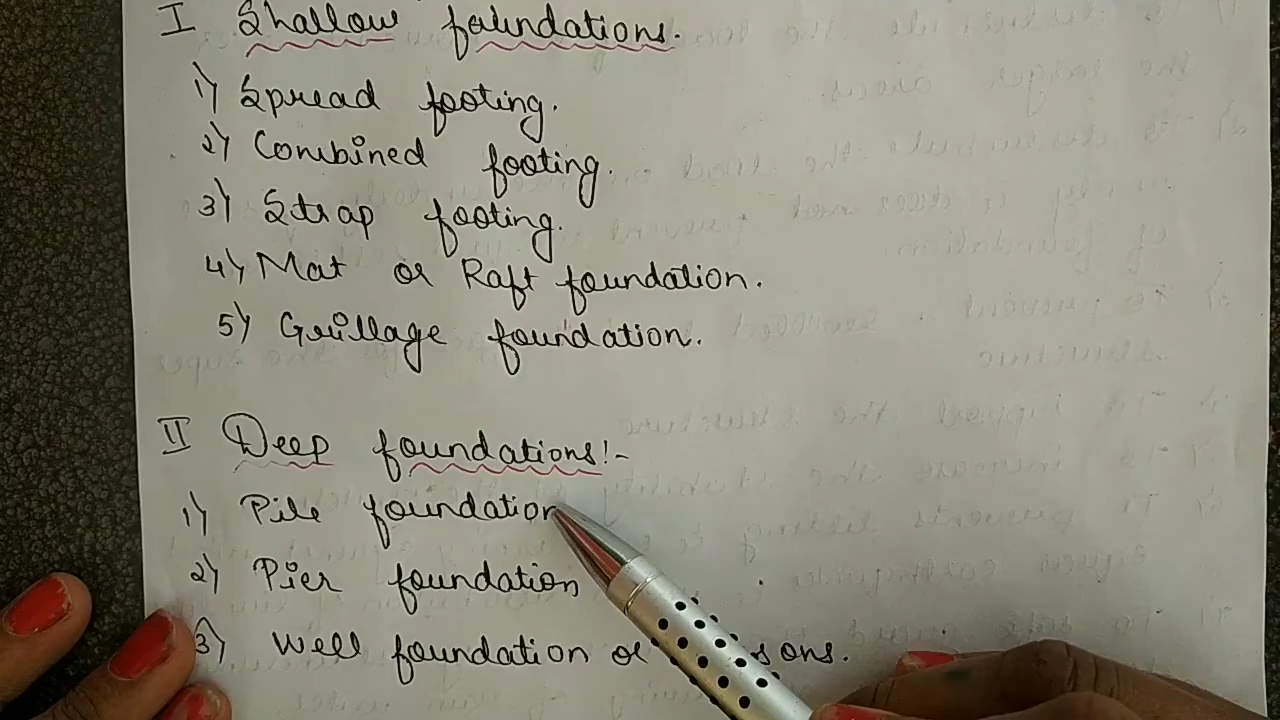 I Shallow foundations.
1) Spread footing.
2) Combined footing.
3) Strap footing.
4) Mat or Raft foundation.
5) Grillage foundation.
II Deep foundations:-
1) Pile foundation
2) Pier foundation
3) Well foundation or